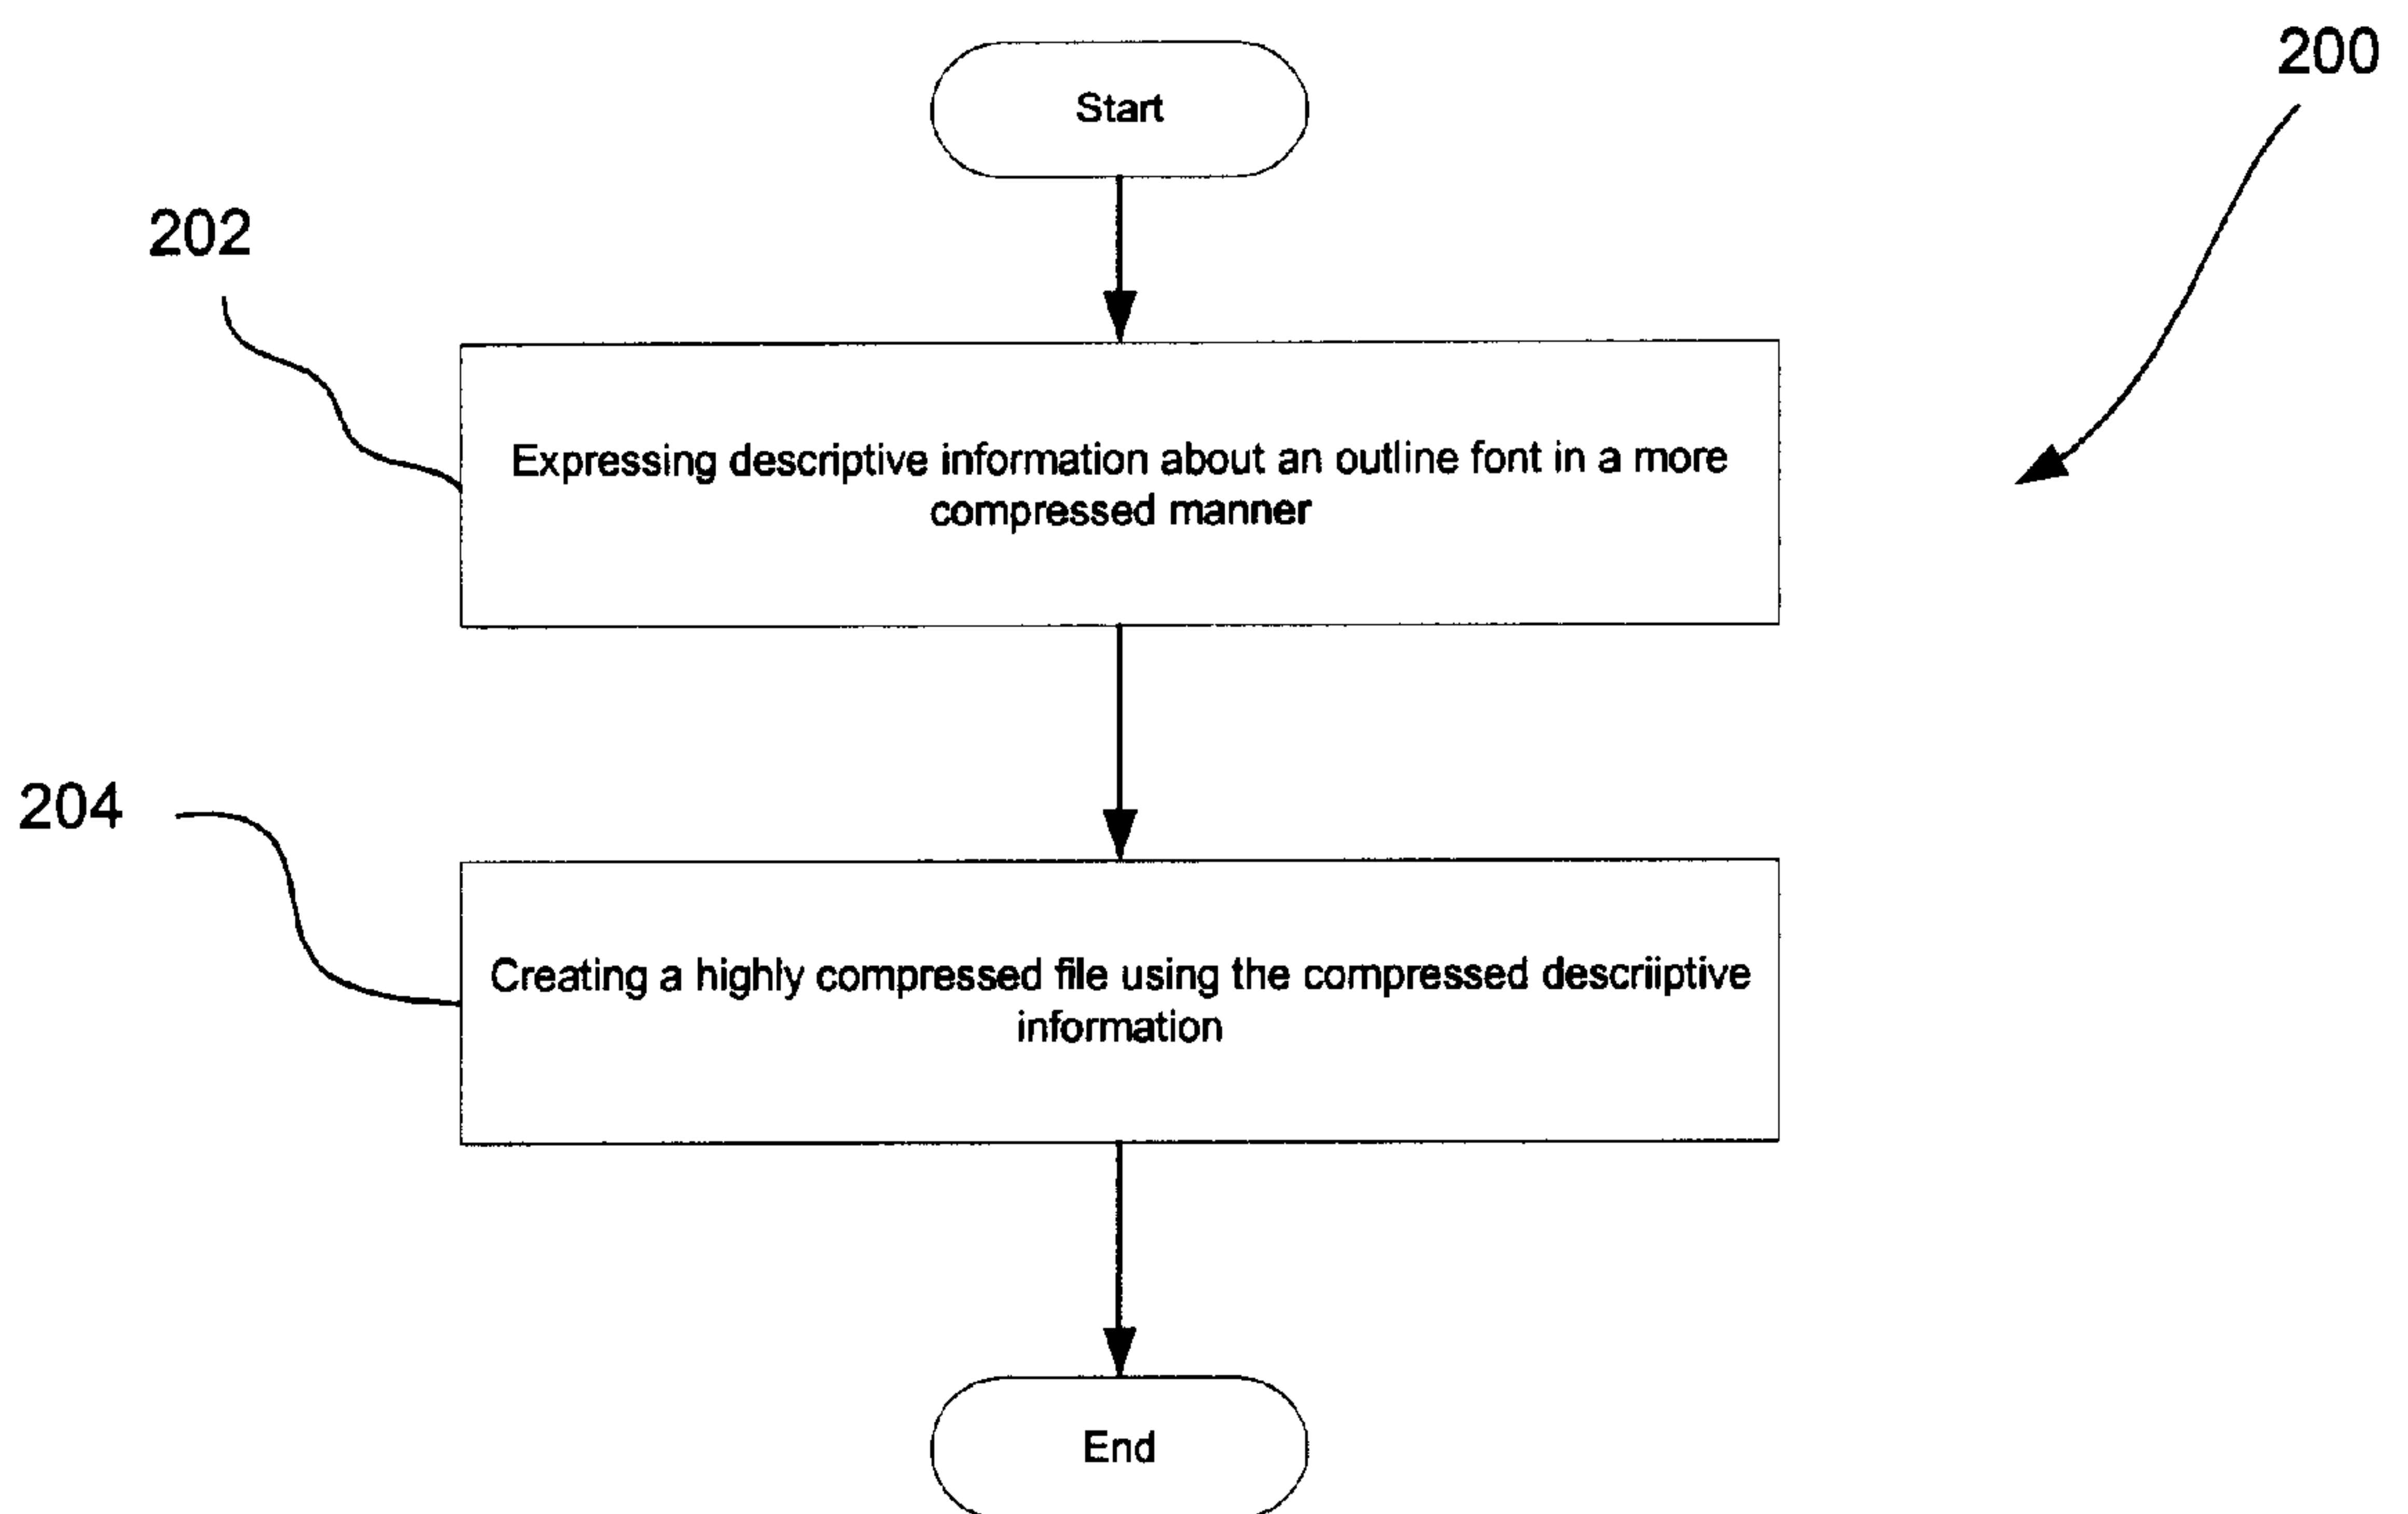 200
Start
202
Expressing descriptive information about an outline font in a more
compressed manner
204
Creating a highly compressed file using the compressed descriiptive
information
End